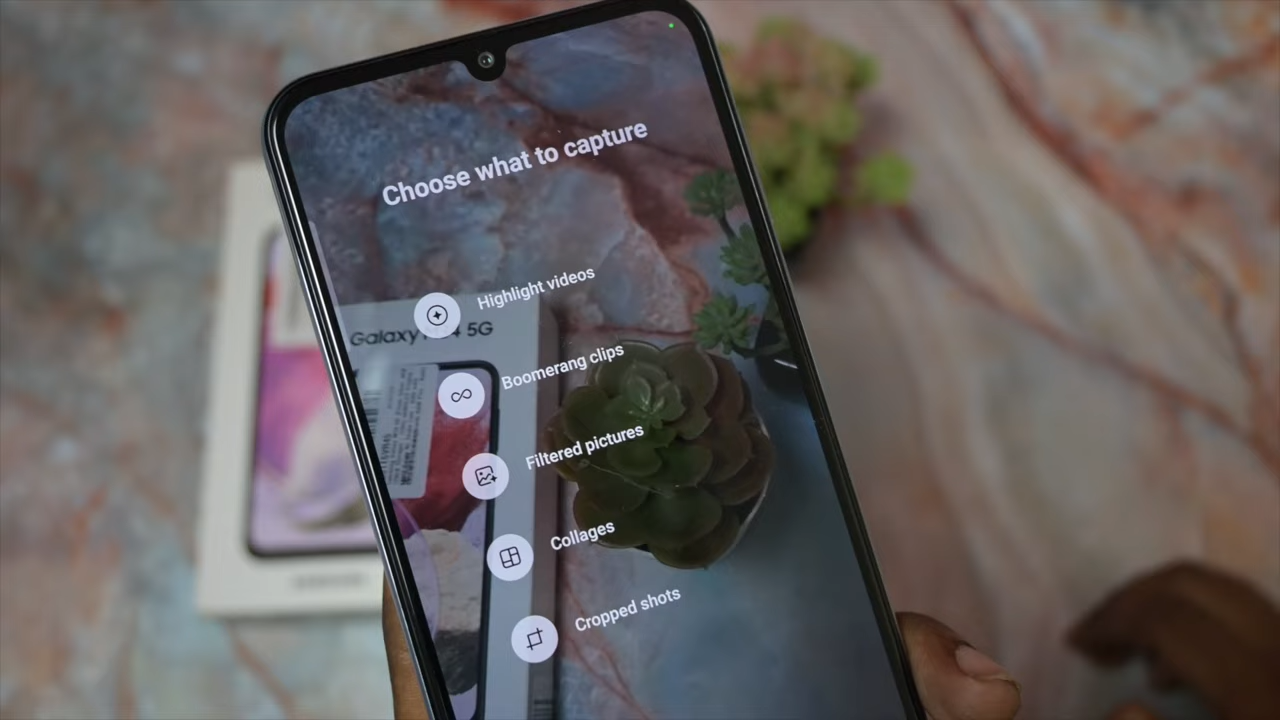 Choose what to capture
Highlight videos
Galaxy 5G
Boomerang clips
Filtered pictures
Collages
Cropped shots